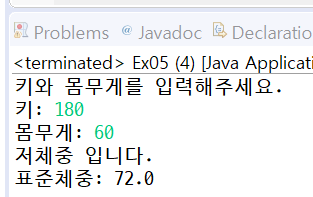 Problems @ Javadoc Declaratio
<terminated> Ex05 (4) [Java Applicati
키와 몸무게를 입력해주세요.
키: 180
몸무게: 60
저체중 입니다.
표준체중: 72.0